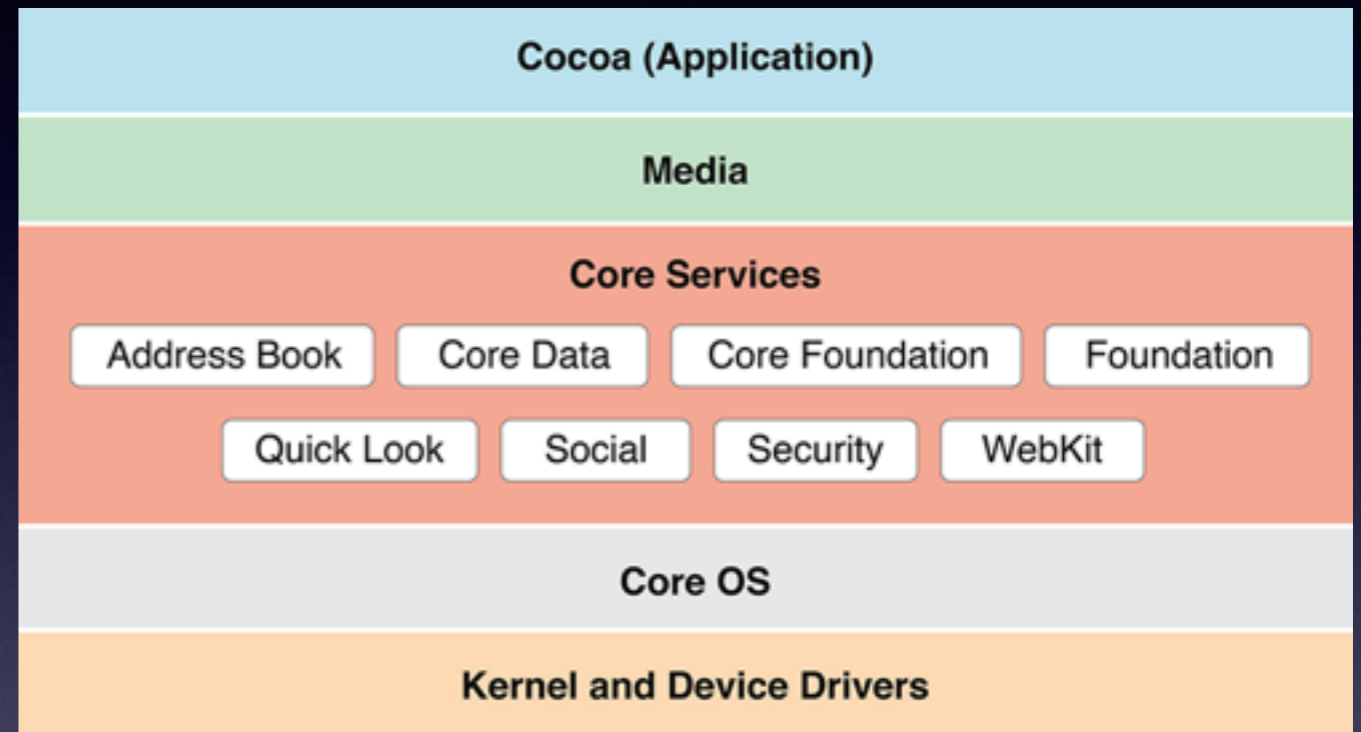 Cocoa (Application)
Media
Core Services
Address Book Core Data Core Foundation Foundation
Quick Look Social Security WebKit
Core OS
Kernel and Device Drivers